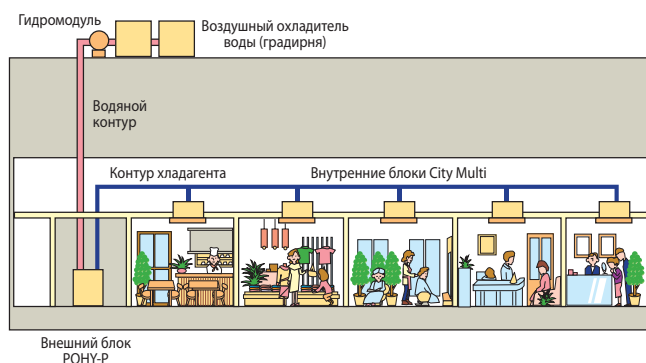 Гидромодуль
Воздушный охладитель
воды (градирня)
Водяной
контур
Контур хладагента
Внутренние блоки City Multi
Внешний блок
PQHY-P